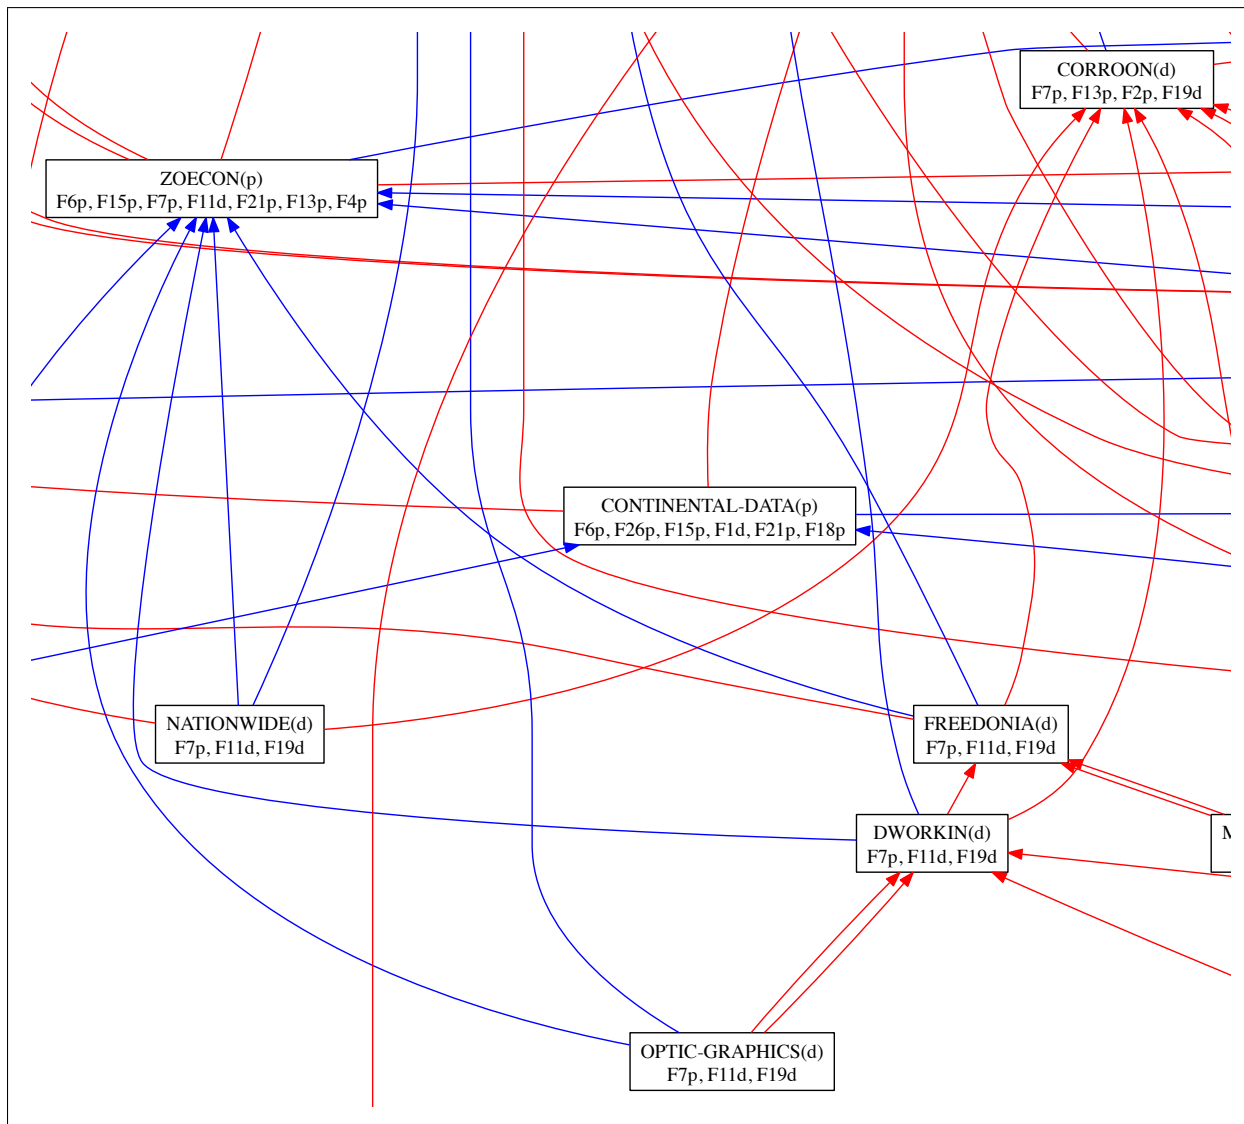 CORROON(d)
F7p, F13p, F2p, F19d
ZOECON(p)
F6p, F15p, F7p, F11d, F21p, F13p, F4p
CONTINENTAL-DATA(p)
F6p, F26p, F15p, F1d, F21p, F18p
NATIONWIDE(d)
F7p, F11d, F19d
FREEDONIA(d)
F7p, F11d, F19d
DWORKIN(d)
F7p, F11d, F19d
OPTIC-GRAPHICS(d)
F7p, F11d, F19d